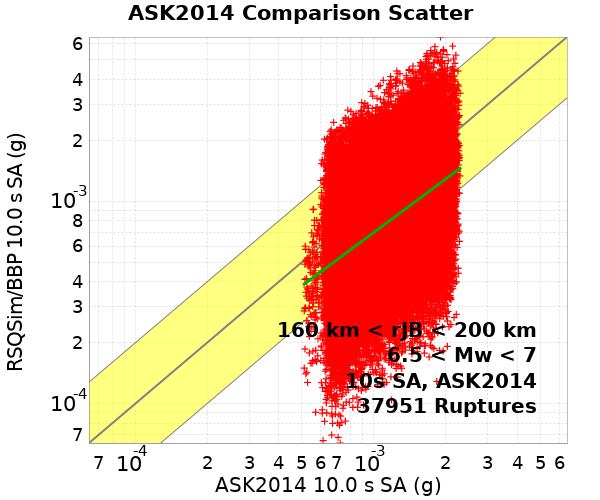 ASK2014 Comparison Scatter
RSQSim/BBP 10.0 s SA (g)
6
4
3
2
10-3
8
6
4
3
2
10-4
7
160 km < rJB < 200 km
6.5 < Mw < 7
10s SA, ASK2014
37951 Ruptures
7 10-4 2 3 4 5 6 7 10-3 2 3 4 5 6
ASK2014 10.0 s SA (g)